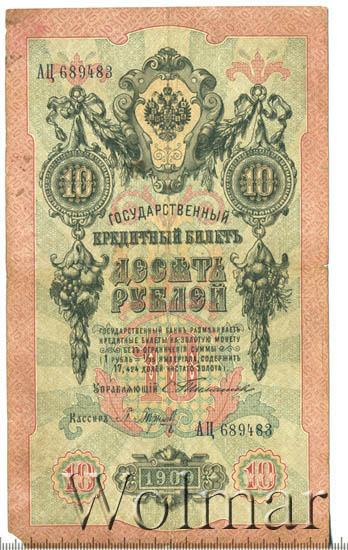 АЦ 689483
10 10
ГОСУДАРСТВЕННЫЙ
КРЕДИТНЫЙ БИЛЕТЪ
ДЕСЯТЬ
РУБЛЕЙ
ГОСУДАРСТВЕННЫЙ БАНКЪ РАЗМѢНИВАЕТЪ
КРЕДИТНЫЕ БИЛЕТЫ НА ЗОЛОТУЮ МОНЕТУ
БЕЗЪ ОГРАНИЧЕНІЯ СУММЫ
(1 РУБЛЬ = 1/15 ИМПЕРІАЛА, СОДЕРЖИТЪ
17,424 ДОЛЕЙ ЧИСТАГО ЗОЛОТА).
10
УПРАВЛЯЮЩІЙ
Кассиръ
АЦ 689483
10 1909 10
Wolmar